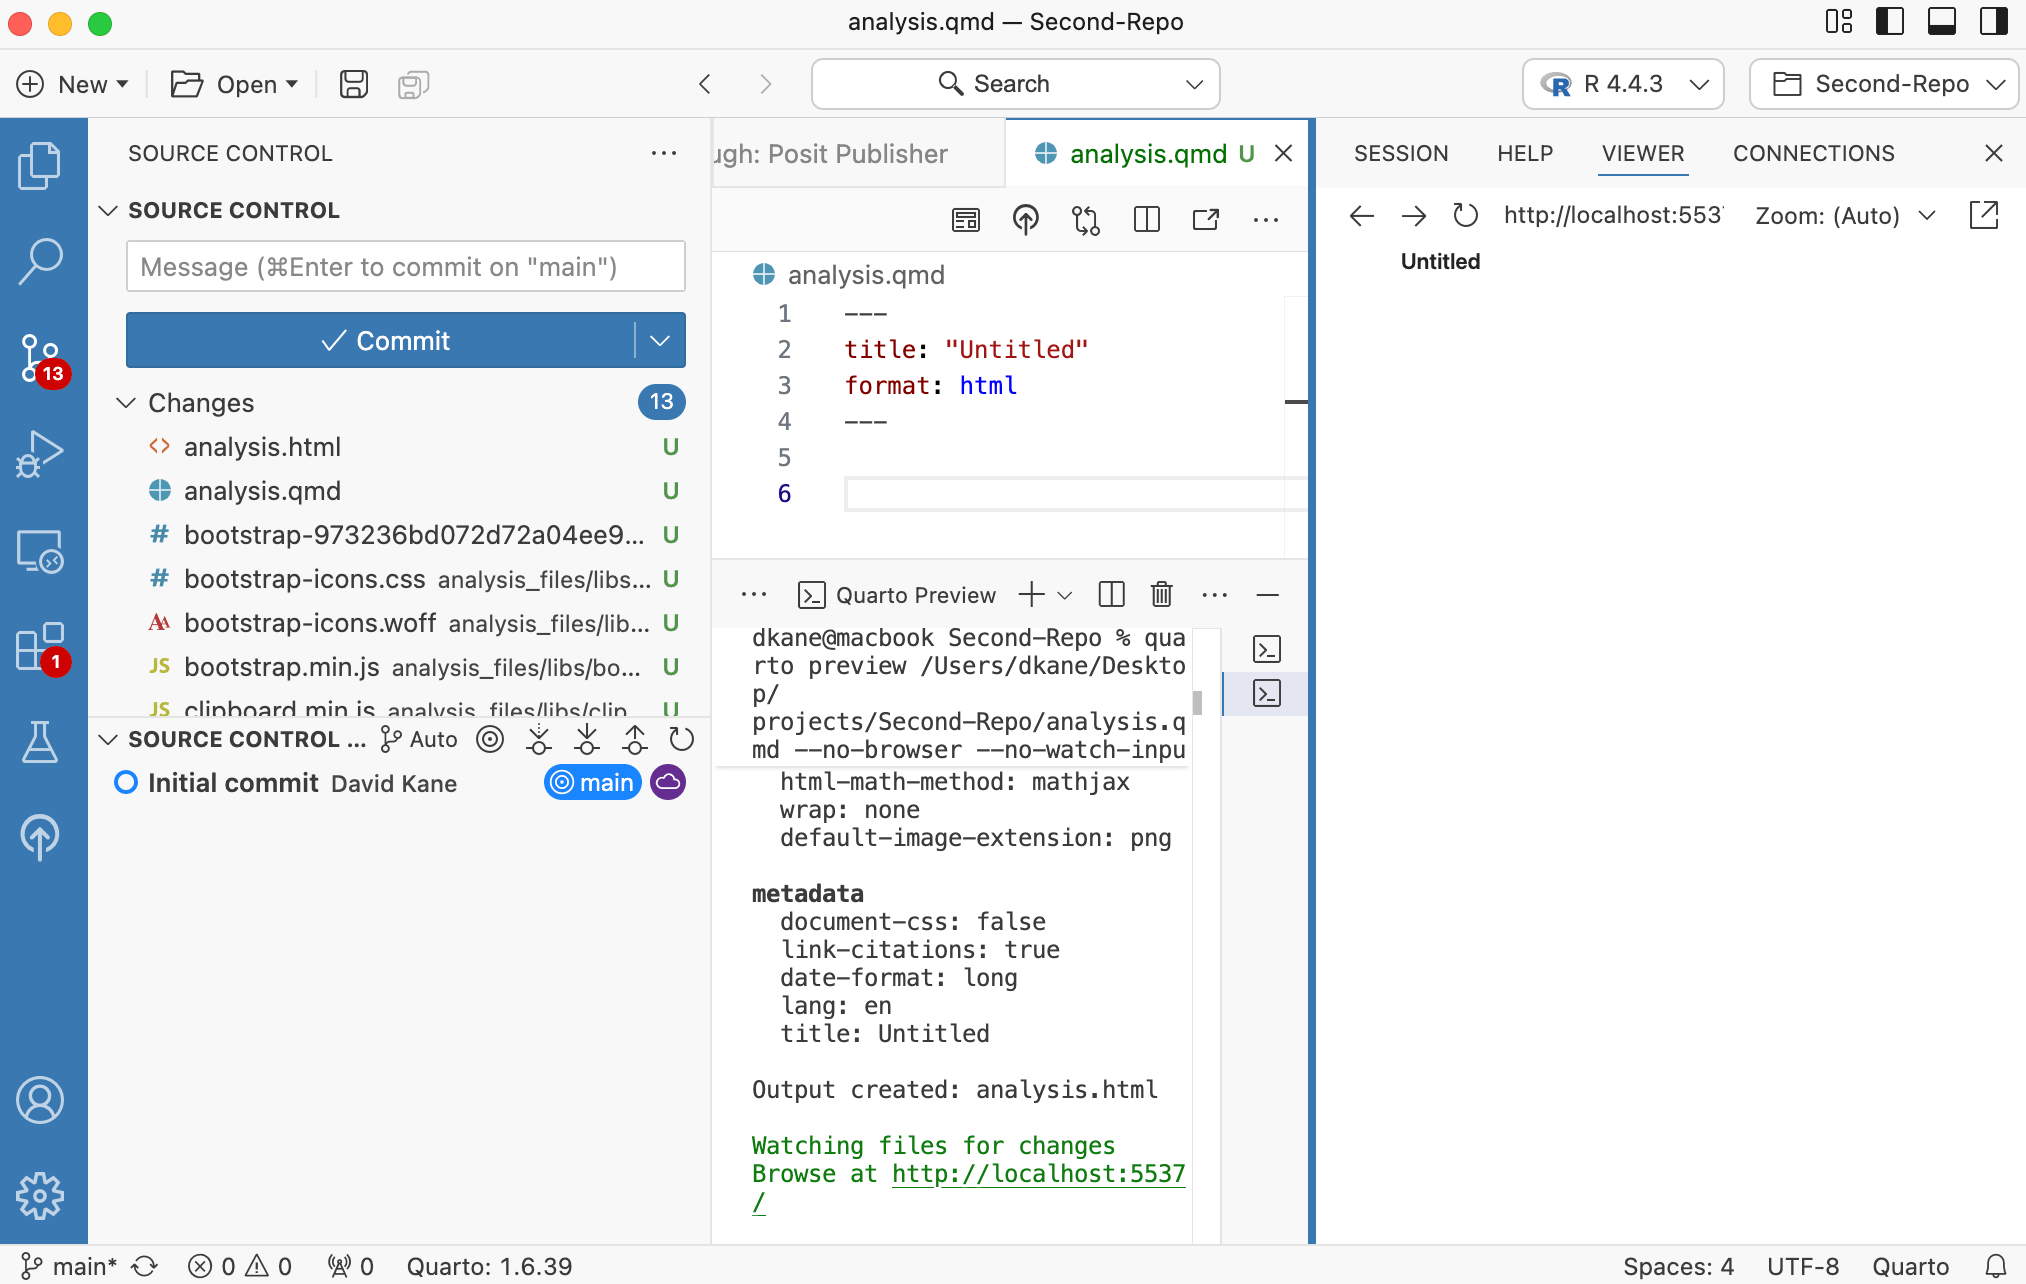 analysis.qmd — Second-Repo
New
Open
Search
R 4.4.3
Second-Repo
SOURCE CONTROL
SOURCE CONTROL
Message (⌘Enter to commit on "main")
Commit
Changes
13
analysis.html U
analysis.qmd U
bootstrap-973236bd072d72a04ee9... U
bootstrap-icons.css analysis_files/libs... U
bootstrap-icons.woff analysis_files/lib... U
bootstrap.min.js analysis_files/libs/bo... U
clipboard.min.js analysis_files/libs/clip U
13
1
SOURCE CONTROL ... Auto
Initial commit David Kane main
ugh: Posit Publisher
analysis.qmd U
analysis.qmd
1 ---
2 title: "Untitled"
3 format: html
4 ---
5
6
Quarto Preview
dkane@macbook Second-Repo % qua
rto preview /Users/dkane/Deskto
p/
projects/Second-Repo/analysis.q
md --no-browser --no-watch-inpu
html-math-method: mathjax
wrap: none
default-image-extension: png
metadata
document-css: false
link-citations: true
date-format: long
lang: en
title: Untitled
Output created: analysis.html
Watching files for changes
Browse at http://localhost:5537
/
SESSION
HELP
VIEWER
CONNECTIONS
http://localhost:553
Zoom: (Auto)
Untitled
main*
0
0
0
Quarto: 1.6.39
Spaces: 4
UTF-8
Quarto